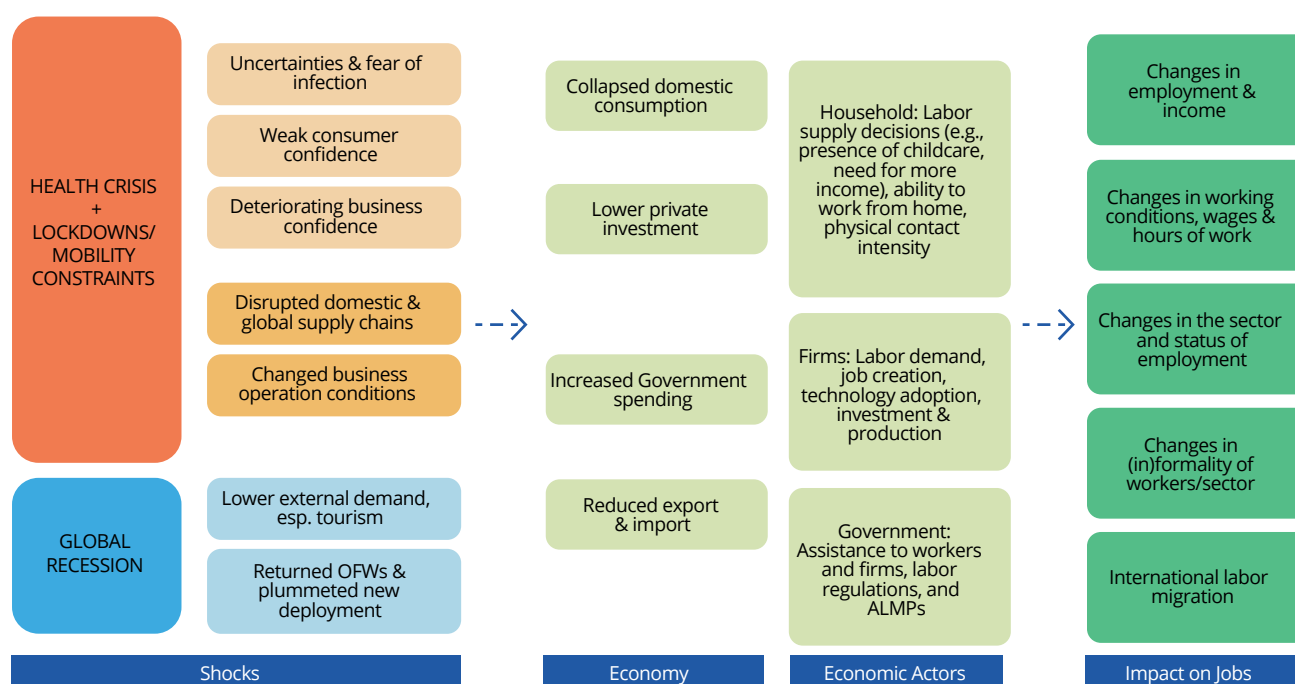 HEALTH CRISIS
+
LOCKDOWNS/
MOBILITY
CONSTRAINTS
GLOBAL
RECESSION
Uncertainties & fear of
infection
Weak consumer
confidence
Deteriorating business
confidence
Disrupted domestic &
global supply chains
Changed business
operation conditions
Lower external demand,
esp. tourism
Returned OFWs &
plummeted new
deployment
Shocks
Collapsed domestic
consumption
Lower private
investment
Increased Government
spending
Reduced export
& import
Economy
Household: Labor
supply decisions (e.g.,
presence of childcare,
need for more
income), ability to
work from home,
physical contact
intensity
Firms: Labor demand,
job creation,
technology adoption,
investment &
production
Government:
Assistance to workers
and firms, labor
regulations, and
ALMPs
Economic Actors
Changes in
employment &
income
Changes in working
conditions, wages &
hours of work
Changes in the sector
and status of
employment
Changes in
(in)formality of
workers/sector
International labor
migration
Impact on Jobs